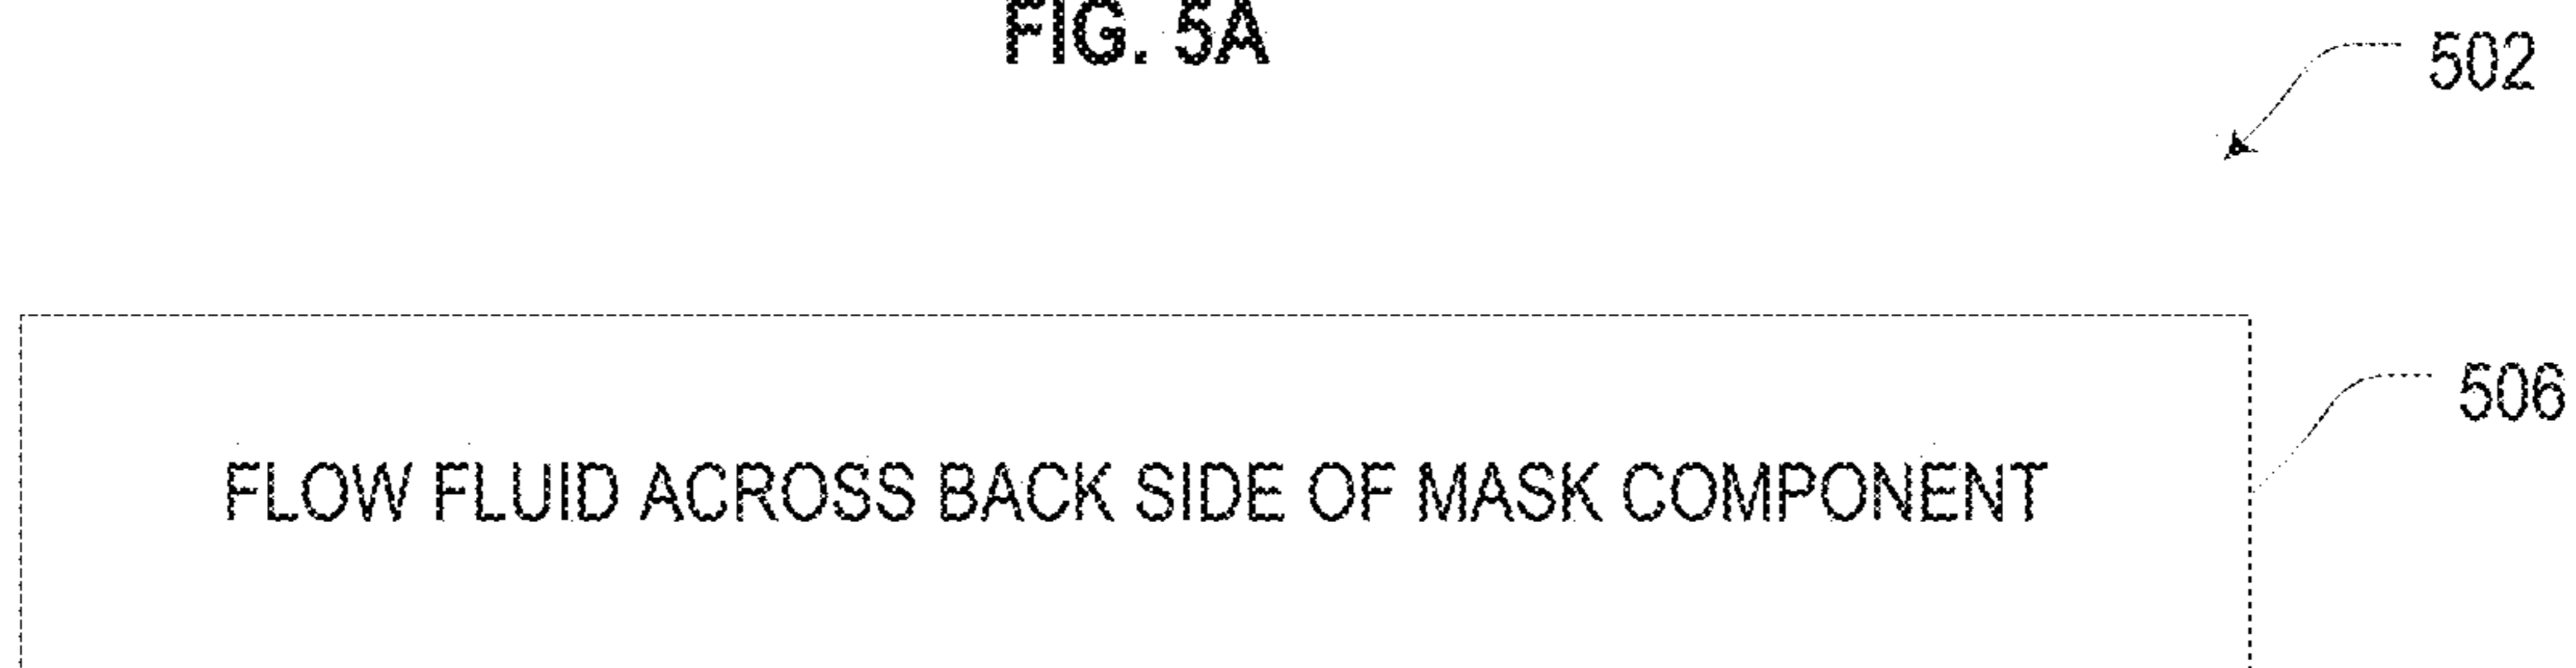 FIG. 5A
502
506
FLOW FLUID ACROSS BACK SIDE OF MASK COMPONENT